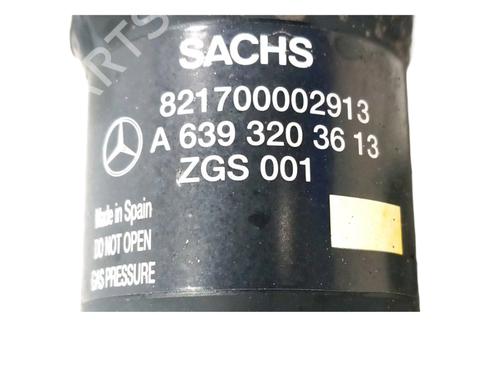 SACHS
821700002913
A 639 320 36 13
ZGS 001
Made in Spain
DO NOT OPEN
GAS PRESSURE